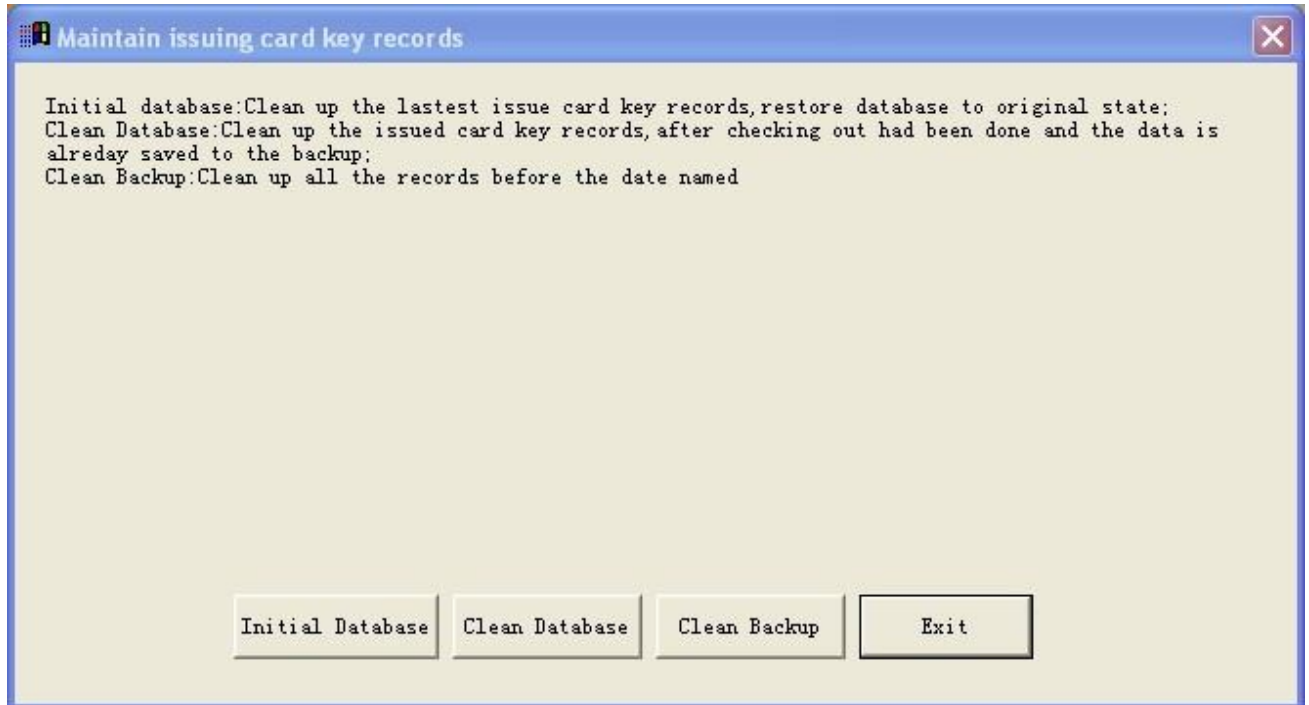 Maintain issuing card key records
Initial database:Clean up the lastest issue card key records,restore database to original state;
Clean Database:Clean up the issued card key records,after checking out had been done and the data is
alreday saved to the backup;
Clean Backup:Clean up all the records before the date named
Initial Database Clean Database Clean Backup Exit